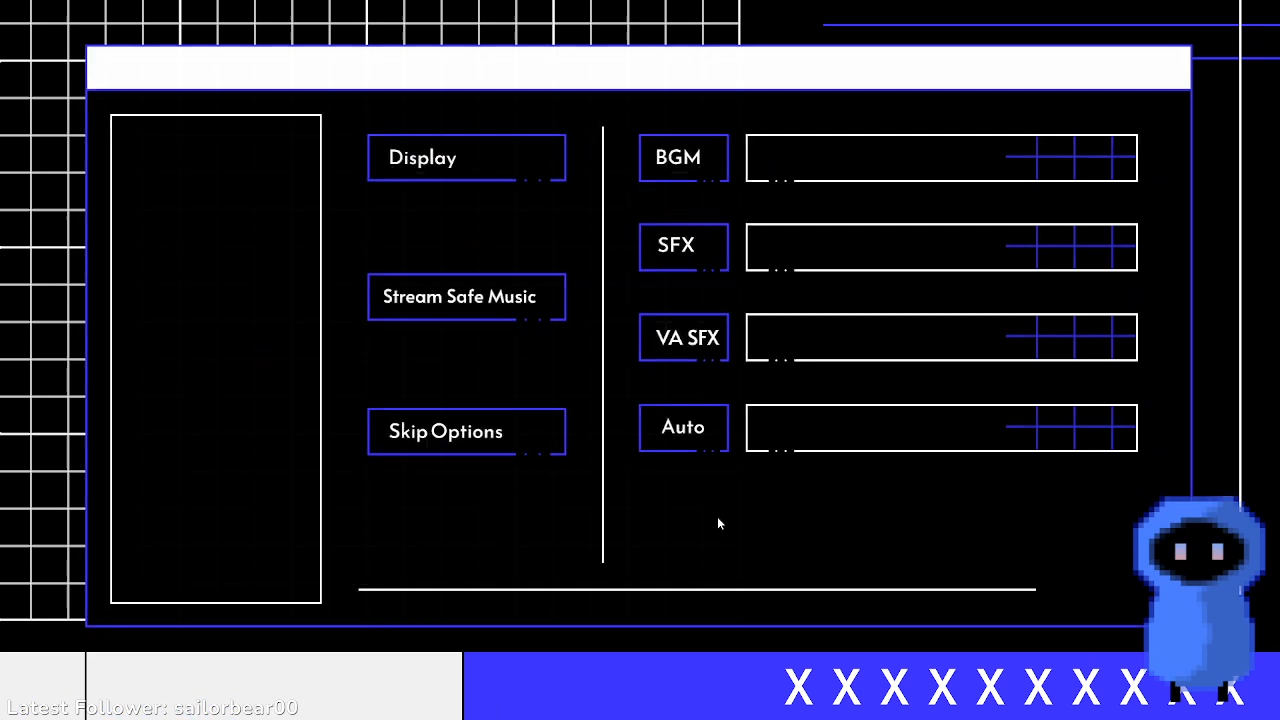 Display
Stream Safe Music
Skip Options
BGM
SFX
VA SFX
Auto
X X X X X X X X X X
Latest Follower: sailorbear00